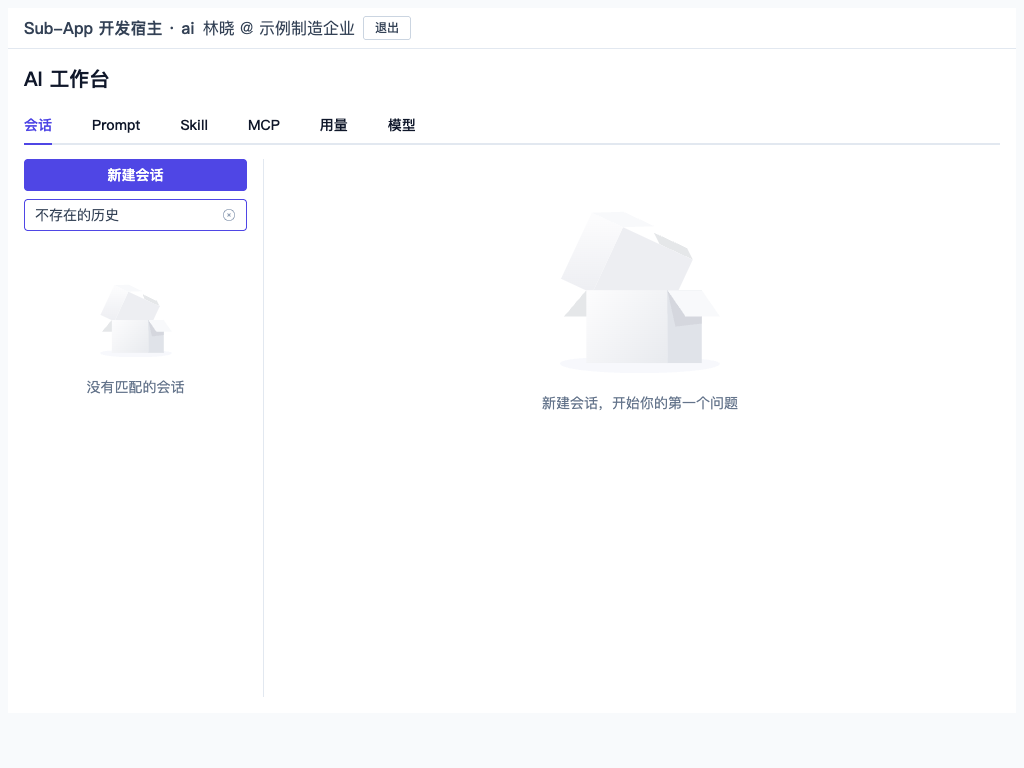 Sub-App 开发宿主 · ai 林晓 @ 示例制造企业 退出
AI 工作台
会话 Prompt Skill MCP 用量 模型
新建会话
不存在的历史
没有匹配的会话
新建会话，开始你的第一个问题